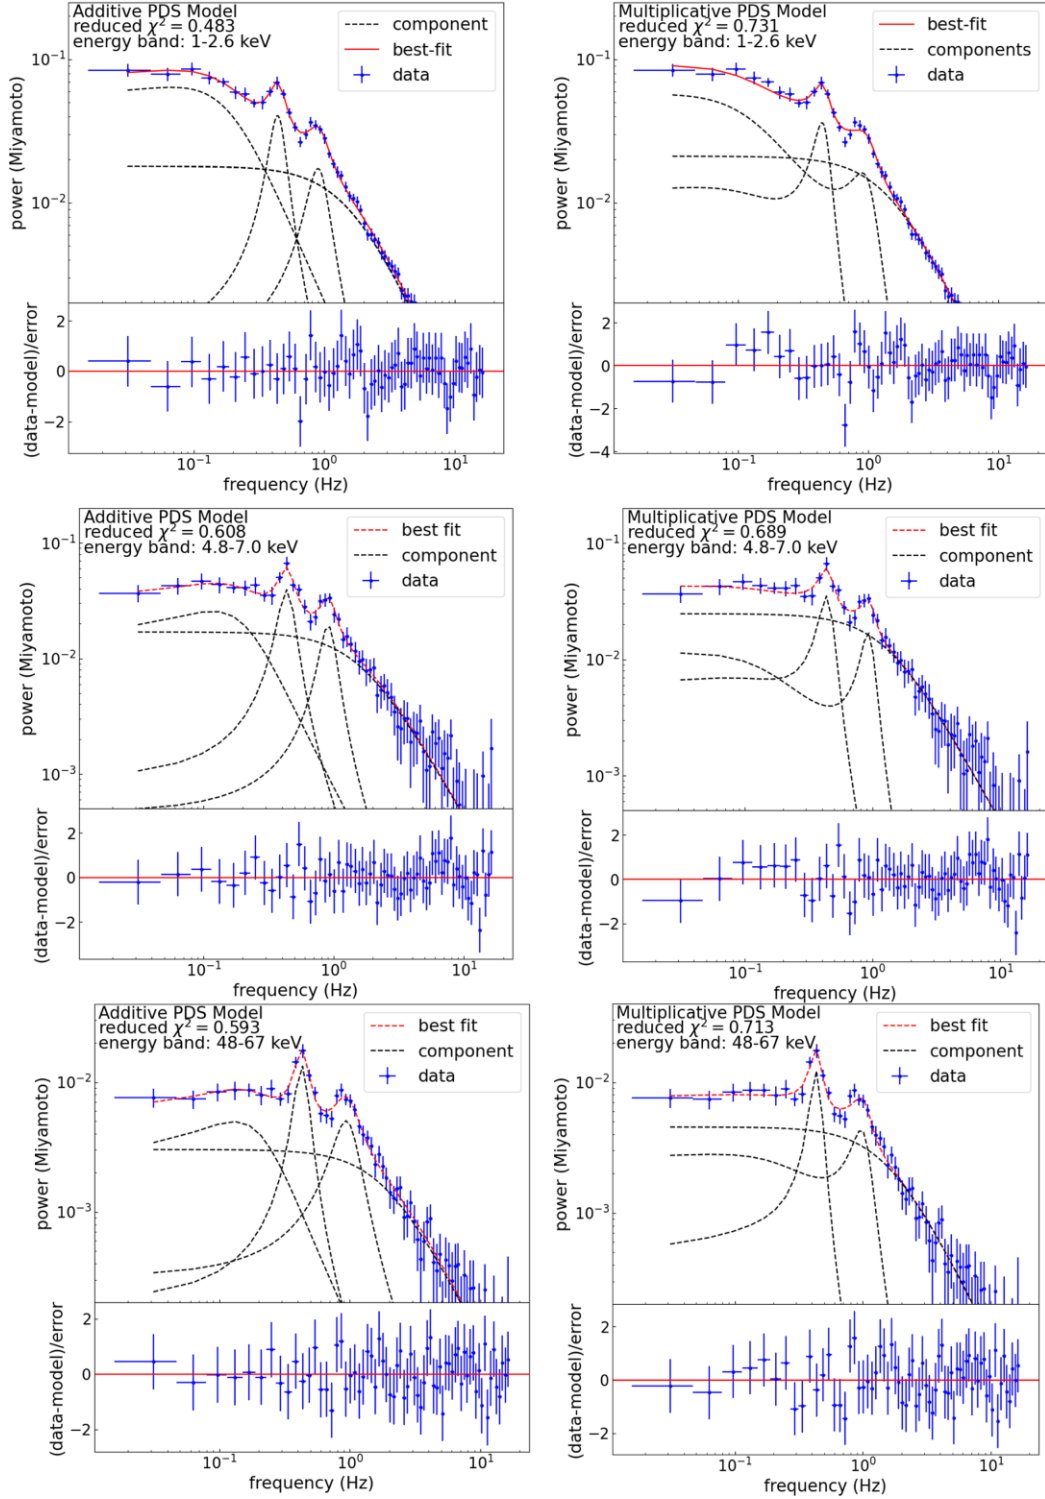 Additive PDS Model
reduced χ² = 0.483
energy band: 1-2.6 keV
component
best-fit
data
10⁻¹
10⁻²
power (Miyamoto)
2
0
−2
(data-model)/error
10⁻¹ 10⁰ 10¹
frequency (Hz)
Multiplicative PDS Model
reduced χ² = 0.731
energy band: 1-2.6 keV
best-fit
components
data
10⁻¹
10⁻²
power (Miyamoto)
2
0
−2
−4
(data-model)/error
10⁻¹ 10⁰ 10¹
frequency (Hz)
Additive PDS Model
reduced χ² = 0.608
energy band: 4.8-7.0 keV
best fit
component
data
10⁻¹
10⁻²
10⁻³
power (Miyamoto)
2
0
−2
(data-model)/error
10⁻¹ 10⁰ 10¹
frequency (Hz)
Multiplicative PDS Model
reduced χ² = 0.689
energy band: 4.8-7.0 keV
best fit
component
data
10⁻¹
10⁻²
10⁻³
power (Miyamoto)
2
0
−2
(data-model)/error
10⁻¹ 10⁰ 10¹
frequency (Hz)
Additive PDS Model
reduced χ² = 0.593
energy band: 48-67 keV
best fit
component
data
10⁻²
10⁻³
power (Miyamoto)
2
0
−2
(data-model)/error
10⁻¹ 10⁰ 10¹
frequency (Hz)
Multiplicative PDS Model
reduced χ² = 0.713
energy band: 48-67 keV
best fit
component
data
10⁻²
10⁻³
power (Miyamoto)
2
0
−2
(data-model)/error
10⁻¹ 10⁰ 10¹
frequency (Hz)